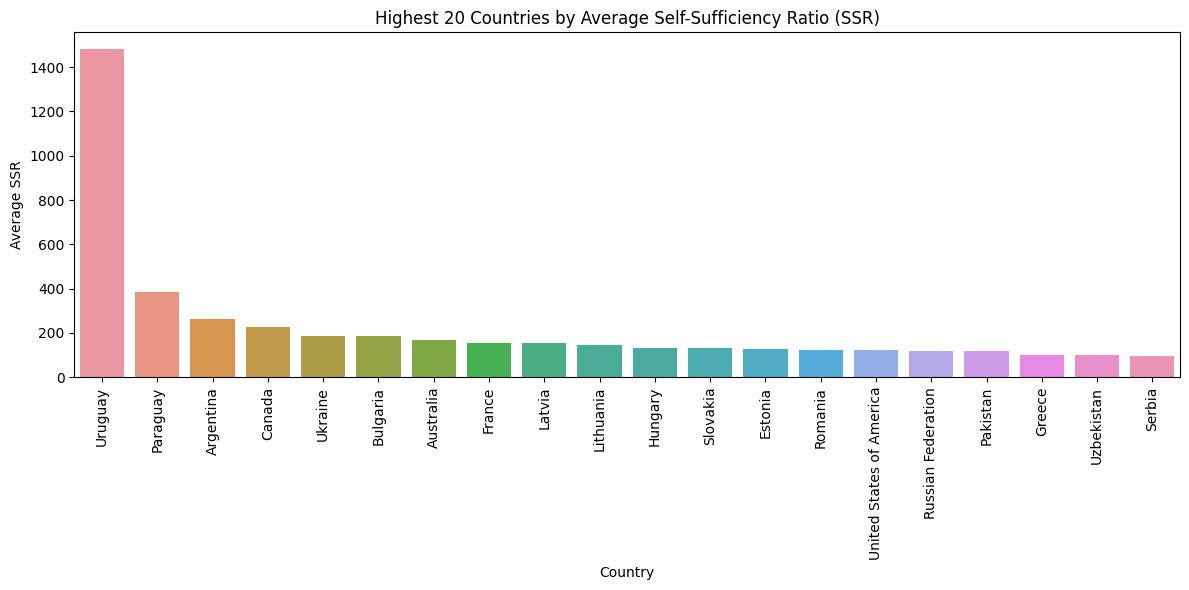 Highest 20 Countries by Average Self-Sufficiency Ratio (SSR)
Average SSR
1400
1200
1000
800
600
400
200
0
Uruguay
Paraguay
Argentina
Canada
Ukraine
Bulgaria
Australia
France
Latvia
Lithuania
Hungary
Slovakia
Estonia
Romania
United States of America
Russian Federation
Pakistan
Greece
Uzbekistan
Serbia
Country